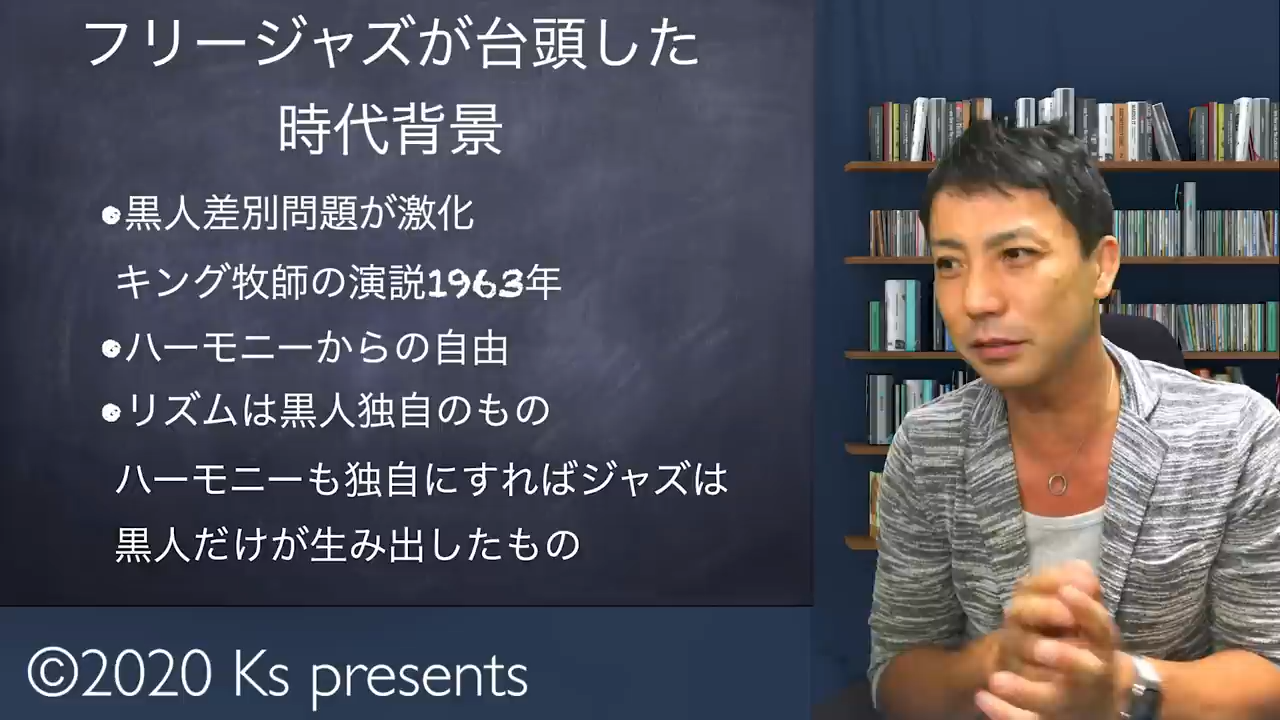 フリージャズが台頭した
時代背景
•黒人差別問題が激化
キング牧師の演説1963年
•ハーモニーからの自由
•リズムは黒人独自のもの
ハーモニーも独自にすればジャズは
黒人だけが生み出したもの
©2020 Ks presents